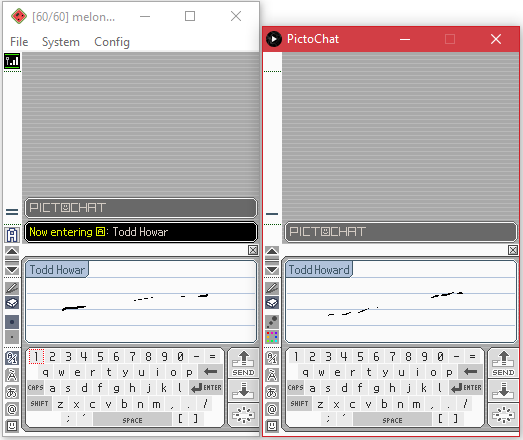 [60/60] melon...
File System Config
PICTOCHAT
Now entering A: Todd Howar
Todd Howar
1 2 3 4 5 6 7 8 9 0 - =
q w e r t y u i o p
CAPS a s d f g h j k l ENTER
SHIFT z x c v b n m , . /
; ´ SPACE [ ]
SEND
@
PictoChat
PICTOCHAT
Todd Howard
1 2 3 4 5 6 7 8 9 0 - =
q w e r t y u i o p
CAPS a s d f g h j k l ENTER
SHIFT z x c v b n m , . /
; ´ SPACE [ ]
SEND
@